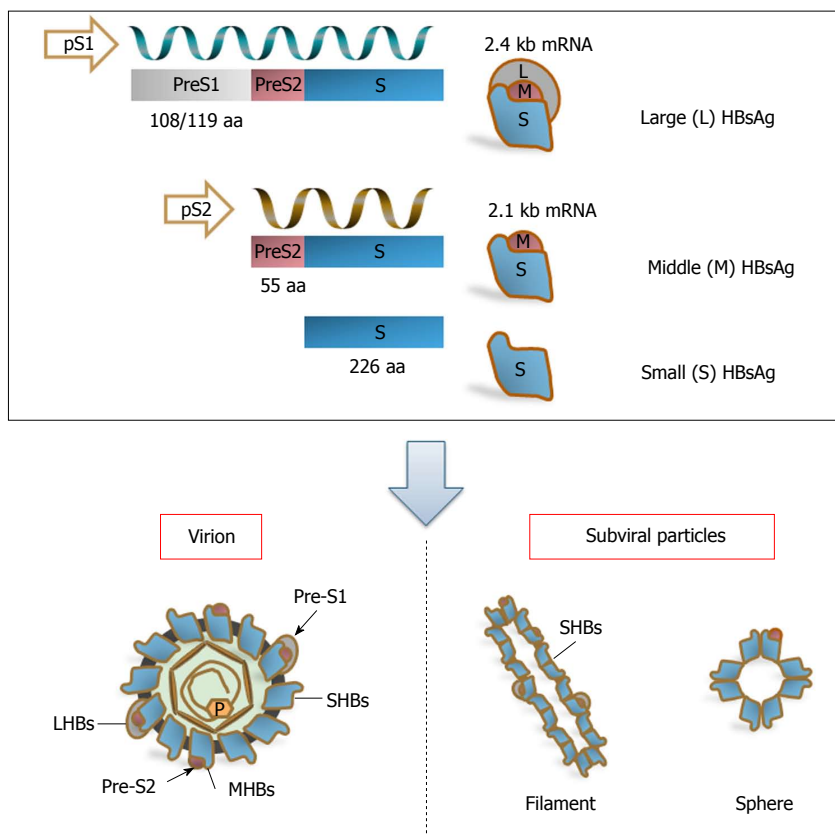 pS1
2.4 kb mRNA
PreS1 PreS2 S
L
M
S
Large (L) HBsAg
108/119 aa
pS2
2.1 kb mRNA
PreS2 S
M
S
Middle (M) HBsAg
55 aa
S
226 aa
S
Small (S) HBsAg
Virion
Subviral particles
Pre-S1
SHBs
P
SHBs
LHBs
Pre-S2
MHBs
Filament
Sphere